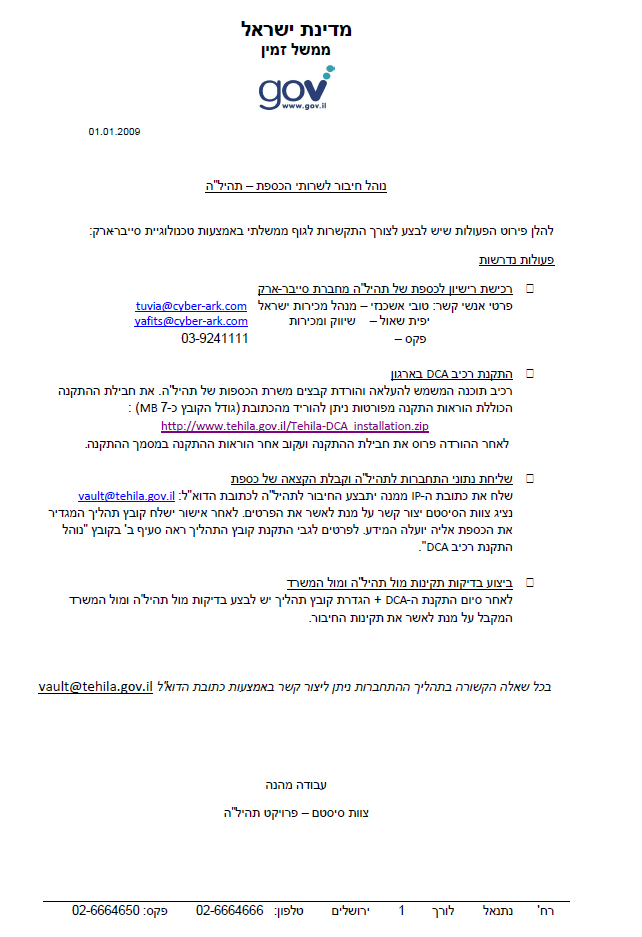 מדינת ישראל
ממשל זמין
gov
www.gov.il
01.01.2009
נוהל חיבור לשרותי הכספת – תהיל"ה
להלן פירוט הפעולות שיש לבצע לצורך התקשרות לגוף ממשלתי באמצעות טכנולוגיית סייבר-ארק:
פעולות נדרשות
רכישת רישיון לכספת של תהיל"ה מחברת סייבר-ארק
פרטי אנשי קשר: טובי אשכנזי – מנהל מכירות ישראל tuvia@cyber-ark.com
יפית שאול – שיווק ומכירות yafits@cyber-ark.com
פקס – 03-9241111
התקנת רכיב DCA בארגון
רכיב תוכנה המשמש להעלאה והורדת קבצים משרת הכספות של תהיל"ה. את חבילת ההתקנה
הכוללת הוראות התקנה מפורטות ניתן להוריד מהכתובת (גודל הקובץ כ-7 MB) :
http://www.tehila.gov.il/Tehila-DCA_installation.zip
לאחר ההורדה פרוס את חבילת ההתקנה ועקוב אחר הוראות ההתקנה במסמך ההתקנה.
שליחת נתוני התחברות לתהיל"ה וקבלת הקצאה של כספת
שלח את כתובת ה-IP ממנה יתבצע החיבור לתהיל"ה לכתובת הדוא"ל: vault@tehila.gov.il
נציג צוות הסיסטם יצור קשר על מנת לאשר את הפרטים. לאחר אישור ישלח קובץ תהליך המגדיר
את הכספת אליה יועלה המידע. לפרטים לגבי התקנת קובץ התהליך ראה סעיף ב' בקובץ "נוהל
התקנת רכיב DCA".
ביצוע בדיקות תקינות מול תהיל"ה ומול המשרד
לאחר סיום התקנת ה-DCA + הגדרת קובץ תהליך יש לבצע בדיקות מול תהיל"ה ומול המשרד
המקבל על מנת לאשר את תקינות החיבור.
בכל שאלה הקשורה בתהליך ההתחברות ניתן ליצור קשר באמצעות כתובת הדוא"ל vault@tehila.gov.il
עבודה מהנה
צוות סיסטם – פרויקט תהיל"ה
רח' נתנאל לורך 1 ירושלים טלפון: 02-6664666 פקס: 02-6664650